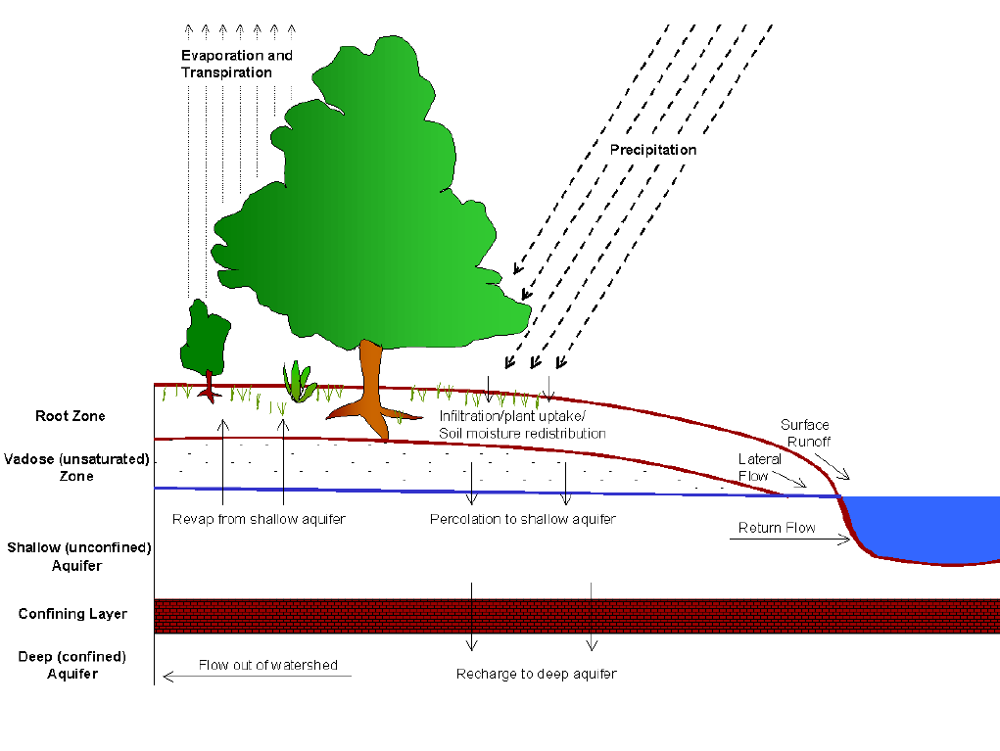 Evaporation and
Transpiration
Precipitation
Root Zone
Infiltration/plant uptake/
Soil moisture redistribution
Surface
Runoff
Lateral
Flow
Vadose (unsaturated)
Zone
Revap from shallow aquifer
Percolation to shallow aquifer
Return Flow
Shallow (unconfined)
Aquifer
Confining Layer
Deep (confined)
Aquifer
Flow out of watershed
Recharge to deep aquifer